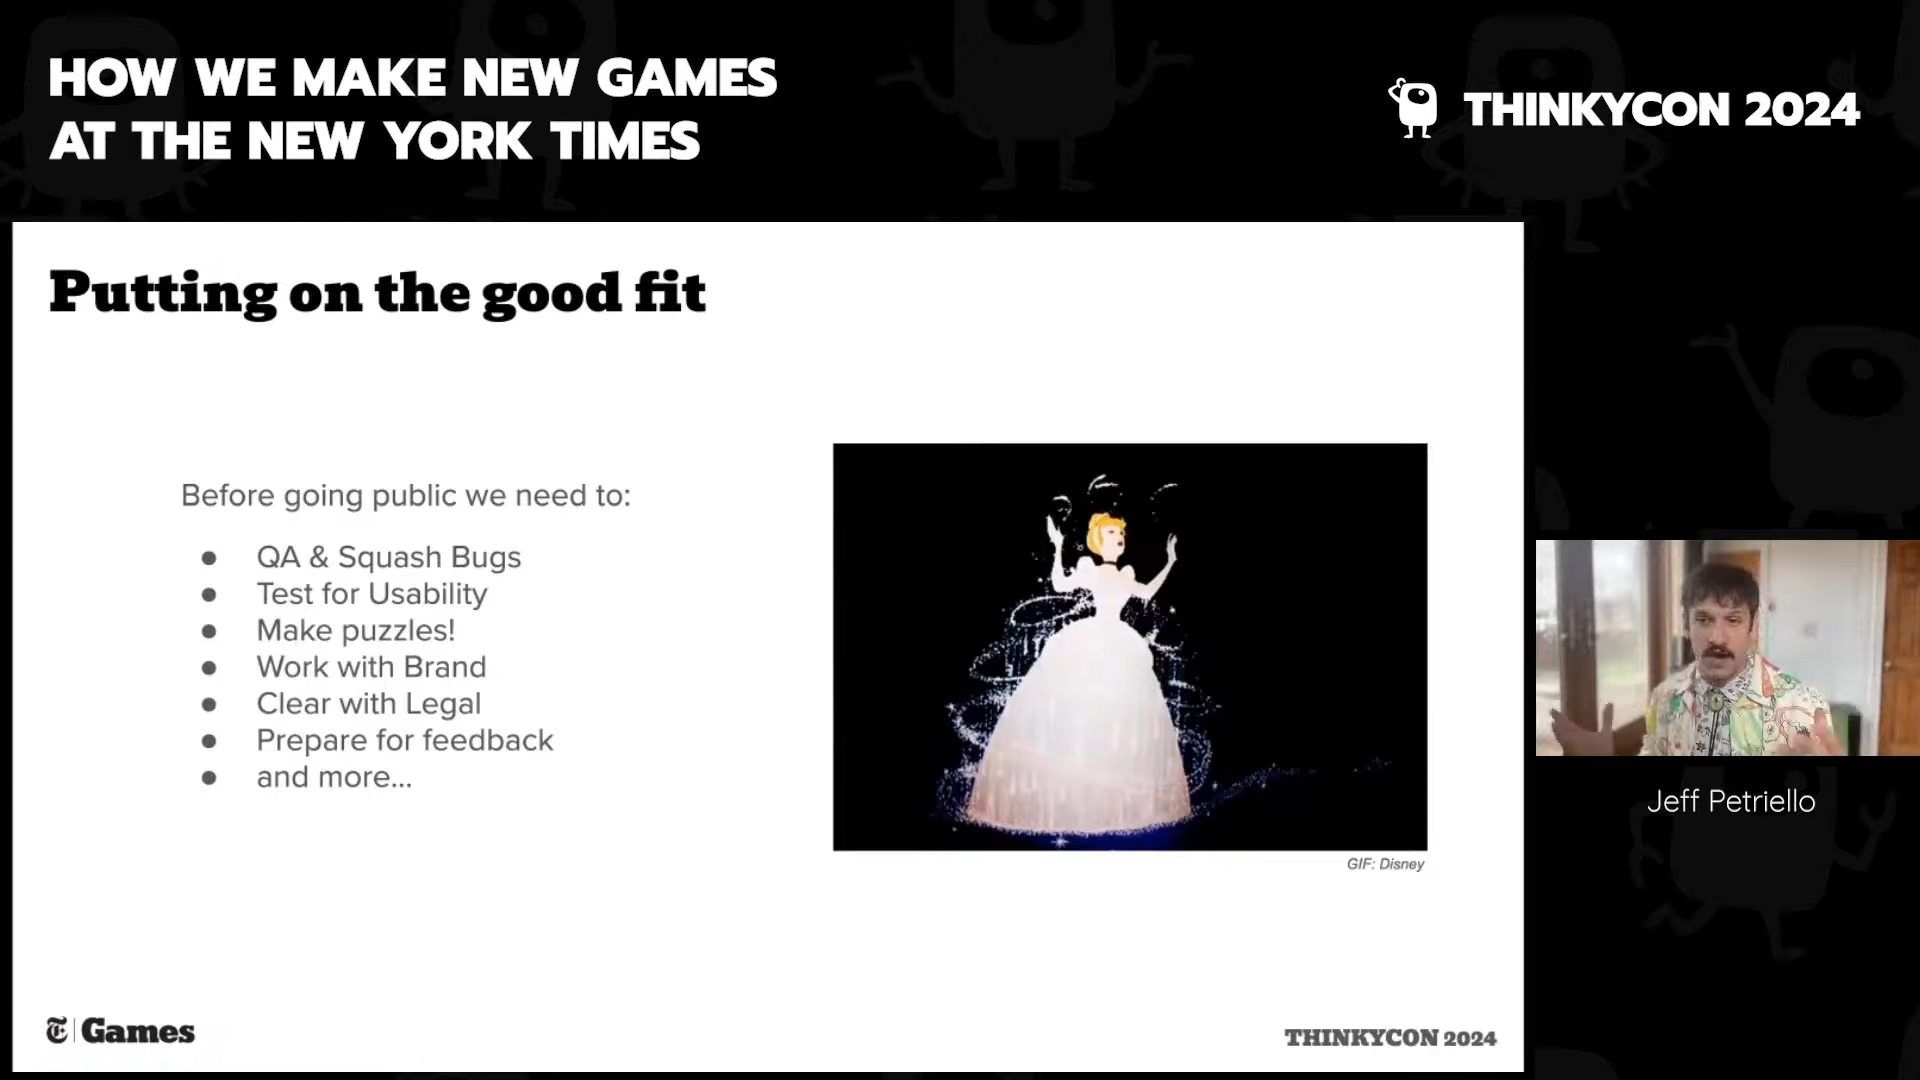 HOW WE MAKE NEW GAMES
AT THE NEW YORK TIMES
THINKYCON 2024
Putting on the good fit
Before going public we need to:
● QA & Squash Bugs
● Test for Usability
● Make puzzles!
● Work with Brand
● Clear with Legal
● Prepare for feedback
● and more...
GIF: Disney
Jeff Petriello
T | Games
THINKYCON 2024